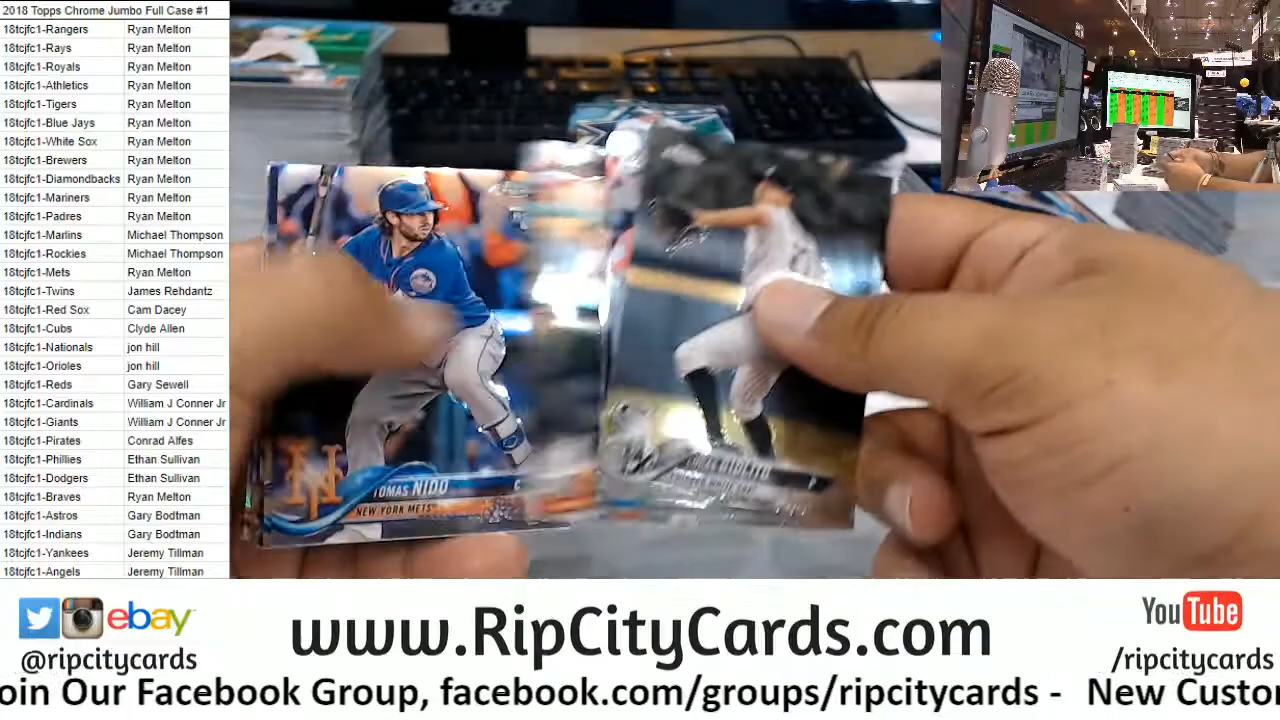 2018 Topps Chrome Jumbo Full Case #1
18tcjfc1-Rangers Ryan Melton
18tcjfc1-Rays Ryan Melton
18tcjfc1-Royals Ryan Melton
18tcjfc1-Athletics Ryan Melton
18tcjfc1-Tigers Ryan Melton
18tcjfc1-Blue Jays Ryan Melton
18tcjfc1-White Sox Ryan Melton
18tcjfc1-Brewers Ryan Melton
18tcjfc1-Diamondbacks Ryan Melton
18tcjfc1-Mariners Ryan Melton
18tcjfc1-Padres Ryan Melton
18tcjfc1-Marlins Michael Thompson
18tcjfc1-Rockies Michael Thompson
18tcjfc1-Mets Ryan Melton
18tcjfc1-Twins James Rehdantz
18tcjfc1-Red Sox Cam Dacey
18tcjfc1-Cubs Clyde Allen
18tcjfc1-Nationals jon hill
18tcjfc1-Orioles jon hill
18tcjfc1-Reds Gary Sewell
18tcjfc1-Cardinals William J Conner Jr
18tcjfc1-Giants William J Conner Jr
18tcjfc1-Pirates Conrad Alfes
18tcjfc1-Phillies Ethan Sullivan
18tcjfc1-Dodgers Ethan Sullivan
18tcjfc1-Braves Ryan Melton
18tcjfc1-Astros Gary Bodtman
18tcjfc1-Indians Gary Bodtman
18tcjfc1-Yankees Jeremy Tillman
18tcjfc1-Angels Jeremy Tillman
acer
TOMAS NIDO
NEW YORK METS
ebay
@ripcitycards
www.RipCityCards.com
YouTube
/ripcitycards
oin Our Facebook Group, facebook.com/groups/ripcitycards - New Custom